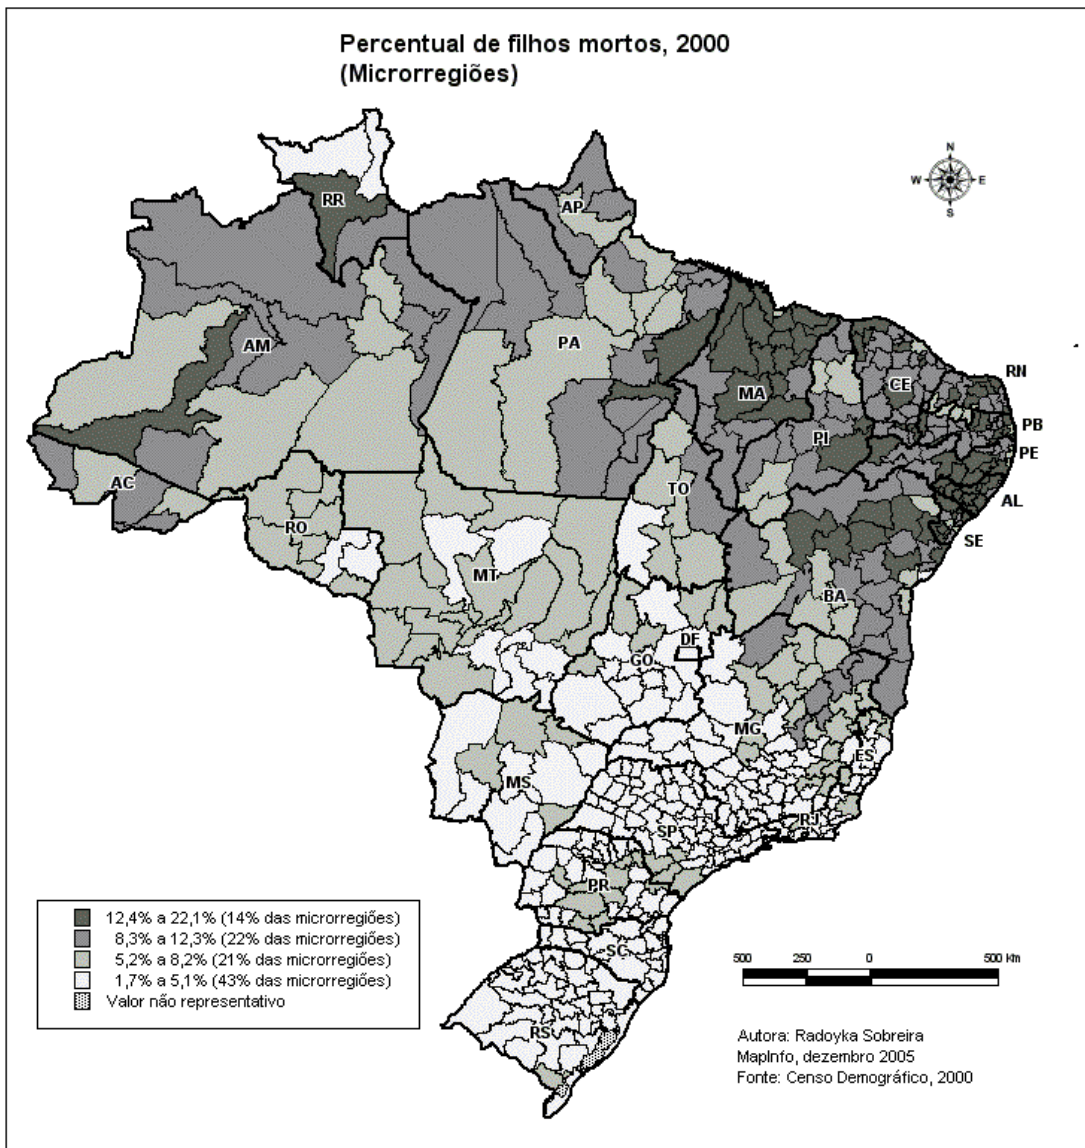 Percentual de filhos mortos, 2000
(Microrregiões)
N
W E
S
RR
AP
AM
PA
MA
CE
RN
PB
PE
PI
AC
TO
AL
RO
SE
MT
BA
DF
GO
MG
ES
MS
SP
RJ
PR
SC
RS
12,4% a 22,1% (14% das microrregiões)
8,3% a 12,3% (22% das microrregiões)
5,2% a 8,2% (21% das microrregiões)
1,7% a 5,1% (43% das microrregiões)
Valor não representativo
500 250 0 500 Km
Autora: Radoyka Sobreira
MapInfo, dezembro 2005
Fonte: Censo Demográfico, 2000